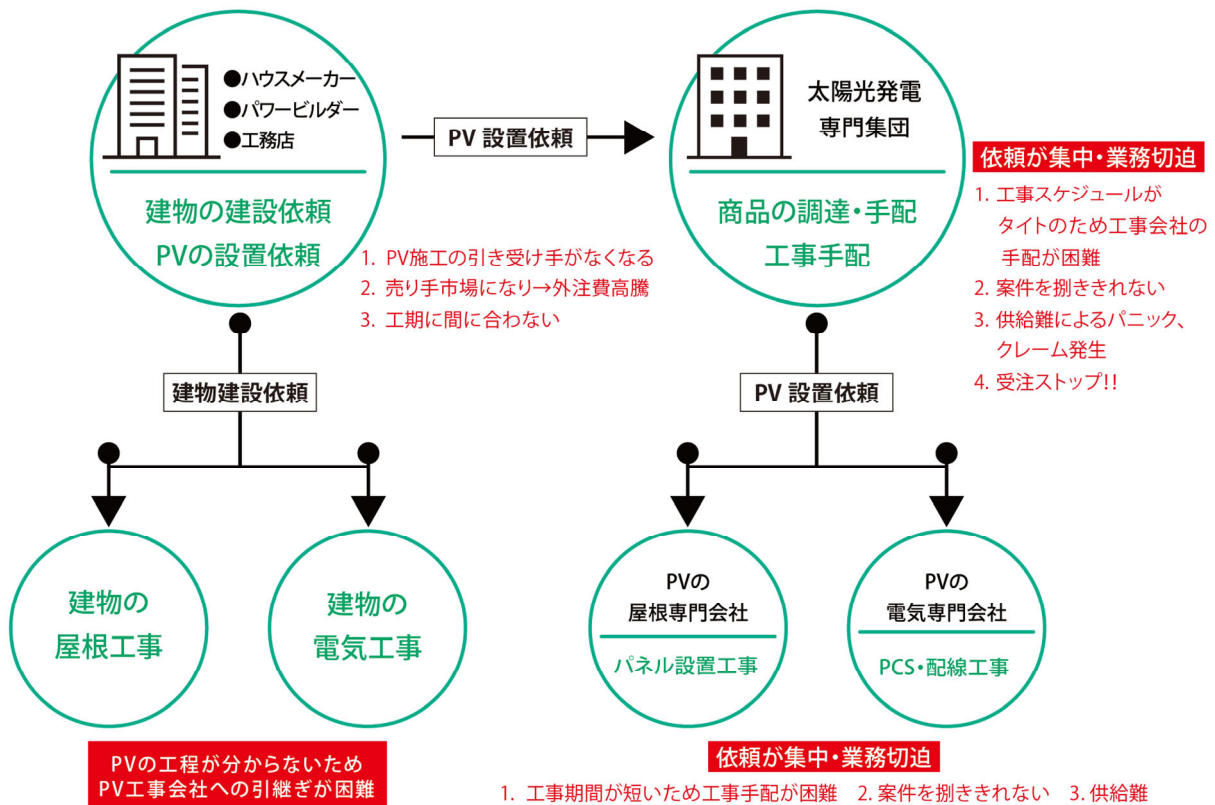 ●ハウスメーカー
●パワービルダー
●工務店
建物の建設依頼
PVの設置依頼
PV 設置依頼
太陽光発電
専門集団
商品の調達・手配
工事手配
依頼が集中・業務切迫
1. 工事スケジュールが
タイトのため工事会社の
手配が困難
2. 案件を捌ききれない
3. 供給難によるパニック、
クレーム発生
4. 受注ストップ!!
1. PV施工の引き受け手がなくなる
2. 売り手市場になり→外注費高騰
3. 工期に間に合わない
建物建設依頼
PV 設置依頼
建物の
屋根工事
建物の
電気工事
PVの
屋根専門会社
パネル設置工事
PVの
電気専門会社
PCS・配線工事
PVの工程が分からないため
PV工事会社への引継ぎが困難
依頼が集中・業務切迫
1. 工事期間が短いため工事手配が困難 2. 案件を捌ききれない 3. 供給難